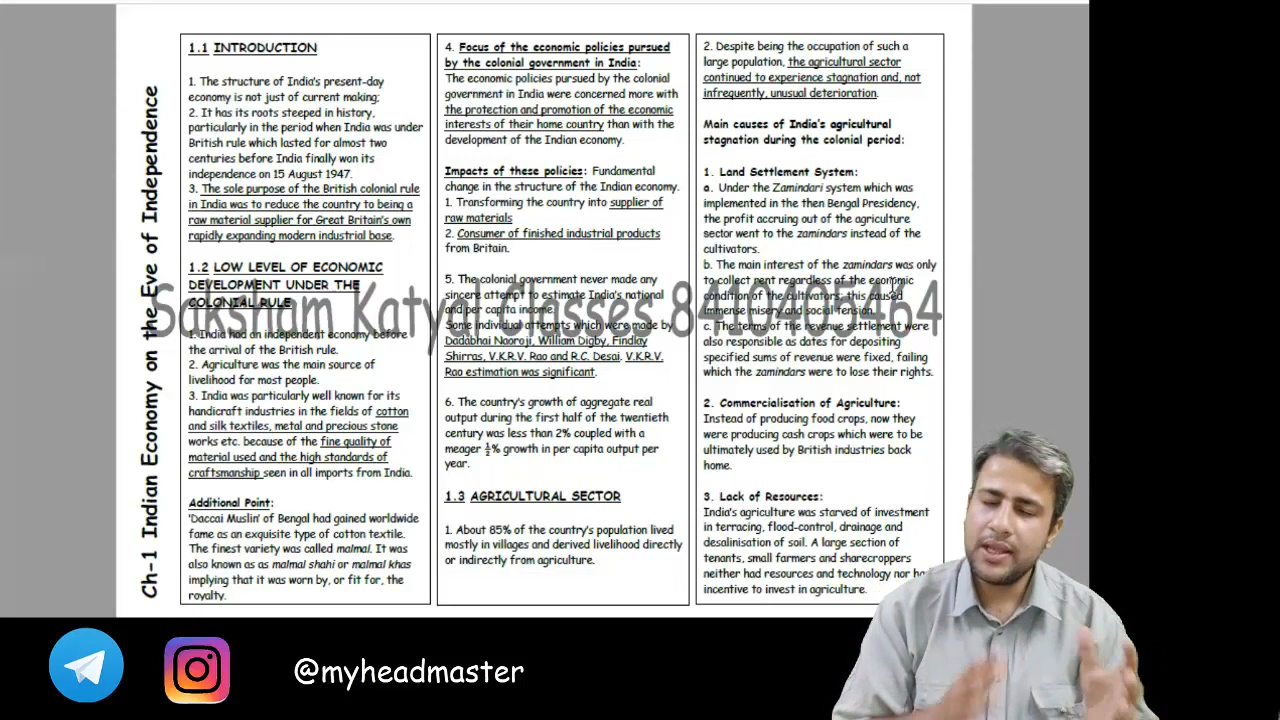 Ch-1 Indian Economy on the Eve of Independence
1.1 INTRODUCTION
1. The structure of India's present-day
economy is not just of current making;
2. It has its roots steeped in history,
particularly in the period when India was under
British rule which lasted for almost two
centuries before India finally won its
independence on 15 August 1947.
3. The sole purpose of the British colonial rule
in India was to reduce the country to being a
raw material supplier for Great Britain's own
rapidly expanding modern industrial base.
1.2 LOW LEVEL OF ECONOMIC
DEVELOPMENT UNDER THE
COLONIAL RULE
1. India had an independent economy before
the arrival of the British rule.
2. Agriculture was the main source of
livelihood for most people.
3. India was particularly well known for its
handicraft industries in the fields of cotton
and silk textiles, metal and precious stone
works etc. because of the fine quality of
material used and the high standards of
craftsmanship seen in all imports from India.
Additional Point:
'Daccai Muslin' of Bengal had gained worldwide
fame as an exquisite type of cotton textile.
The finest variety was called malmal. It was
also known as as malmal shahi or malmal khas
implying that it was worn by, or fit for, the
royalty.
4. Focus of the economic policies pursued
by the colonial government in India:
The economic policies pursued by the colonial
government in India were concerned more with
the protection and promotion of the economic
interests of their home country than with the
development of the Indian economy.
Impacts of these policies: Fundamental
change in the structure of the Indian economy.
1. Transforming the country into supplier of
raw materials
2. Consumer of finished industrial products
from Britain.
5. The colonial government never made any
sincere attempt to estimate India's national
and per capita income.
Some individual attempts which were made by
Dadabhai Naoroji, William Digby, Findlay
Shirras, V.K.R.V. Rao and R.C. Desai. V.K.R.V.
Rao estimation was significant.
6. The country's growth of aggregate real
output during the first half of the twentieth
century was less than 2% coupled with a
meager ½% growth in per capita output per
year.
1.3 AGRICULTURAL SECTOR
1. About 85% of the country's population lived
mostly in villages and derived livelihood directly
or indirectly from agriculture.
2. Despite being the occupation of such a
large population, the agricultural sector
continued to experience stagnation and, not
infrequently, unusual deterioration.
Main causes of India's agricultural
stagnation during the colonial period:
1. Land Settlement System:
a. Under the Zamindari system which was
implemented in the then Bengal Presidency,
the profit accruing out of the agriculture
sector went to the zamindars instead of the
cultivators.
b. The main interest of the zamindars was only
to collect rent regardless of the economic
condition of the cultivators; this caused
immense misery and social tension.
c. The terms of the revenue settlement were
also responsible as dates for depositing
specified sums of revenue were fixed, failing
which the zamindars were to lose their rights.
2. Commercialisation of Agriculture:
Instead of producing food crops, now they
were producing cash crops which were to be
ultimately used by British industries back
home.
3. Lack of Resources:
India's agriculture was starved of investment
in terracing, flood-control, drainage and
desalinisation of soil. A large section of
tenants, small farmers and sharecroppers
neither had resources and technology nor ha
incentive to invest in agriculture.
Saksham Katyal Classes 8410405464
@myheadmaster